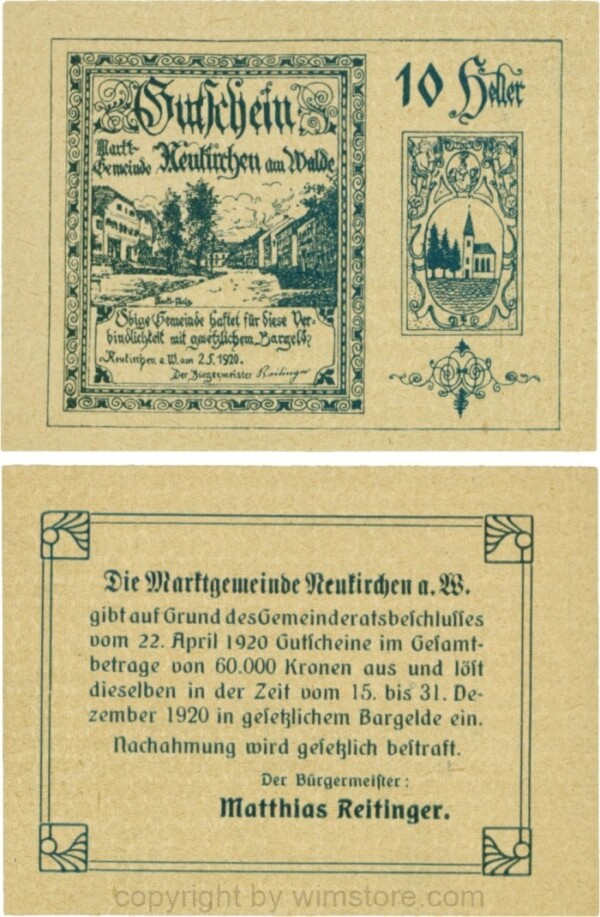 Gutschein
Markt-
Gemeinde Neukirchen am Walde
10 Heller
Obige Gemeinde haftet für diese Ver-
bindlichkeit mit gesetzlichem Bargeld.
Neukirchen a. W. am 2.5.1920.
Der Bürgermeister Reitinger
Die Marktgemeinde Neukirchen a. W.
gibt auf Grund des Gemeinderatsbeschlusses
vom 22. April 1920 Gutscheine im Gesamt-
betrage von 60.000 Kronen aus und löst
dieselben in der Zeit vom 15. bis 31. De-
zember 1920 in gesetzlichem Bargelde ein.
Nachahmung wird gesetzlich bestraft.
Der Bürgermeister:
Matthias Reitinger.
copyright by wimstore.com